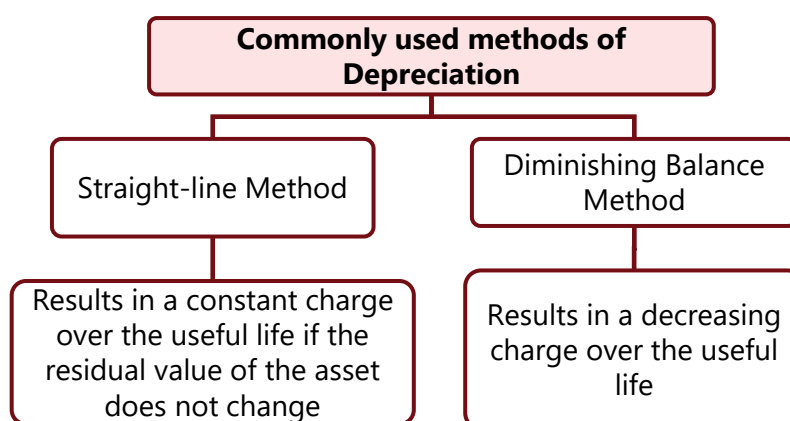 Commonly used methods of
Depreciation
Straight-line Method
Diminishing Balance
Method
Results in a constant charge
over the useful life if the
residual value of the asset
does not change
Results in a decreasing
charge over the useful
life